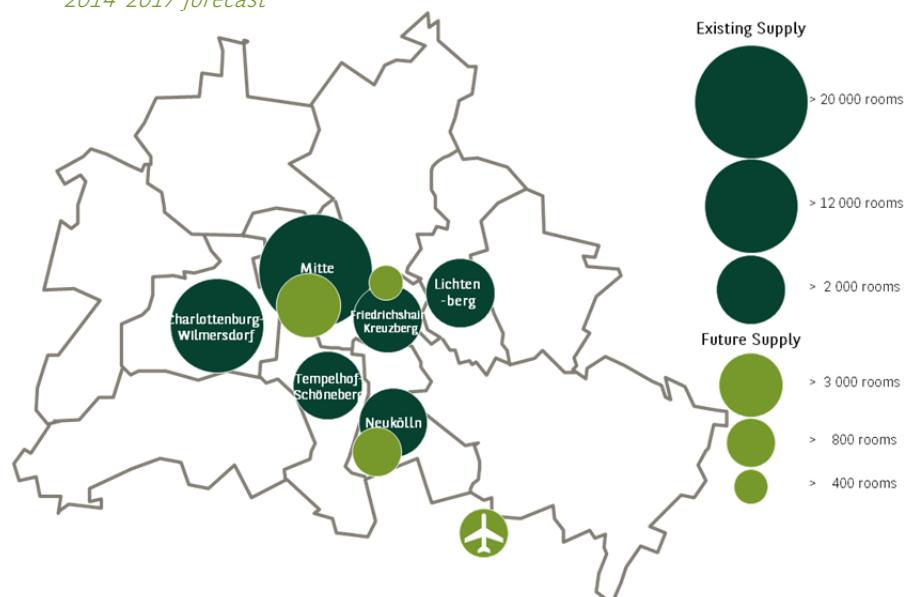 2014-2017 forecast
Existing Supply
> 20 000 rooms
> 12 000 rooms
> 2 000 rooms
Future Supply
> 3 000 rooms
> 800 rooms
> 400 rooms
Mitte
Lichten
-berg
Charlottenburg-
Wilmersdorf
Friedrichshain
Kreuzberg
Tempelhof-
Schöneberg
Neukölln